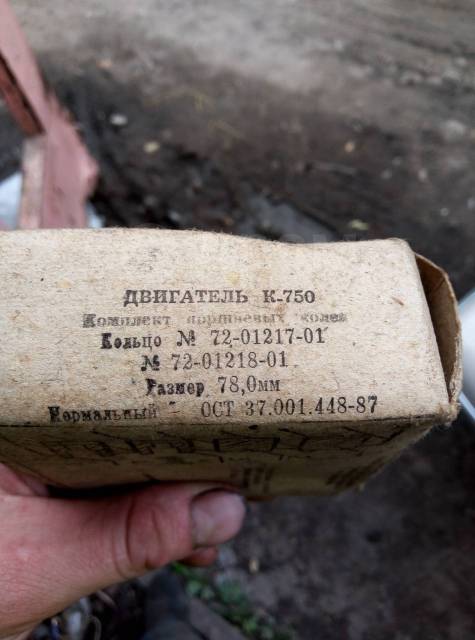 ДВИГАТЕЛЬ К-750
Комплект поршневых колец
Кольцо № 72-01217-01
№ 72-01218-01
Размер 78,0мм
Нормальный - ОСТ 37.001.448-87